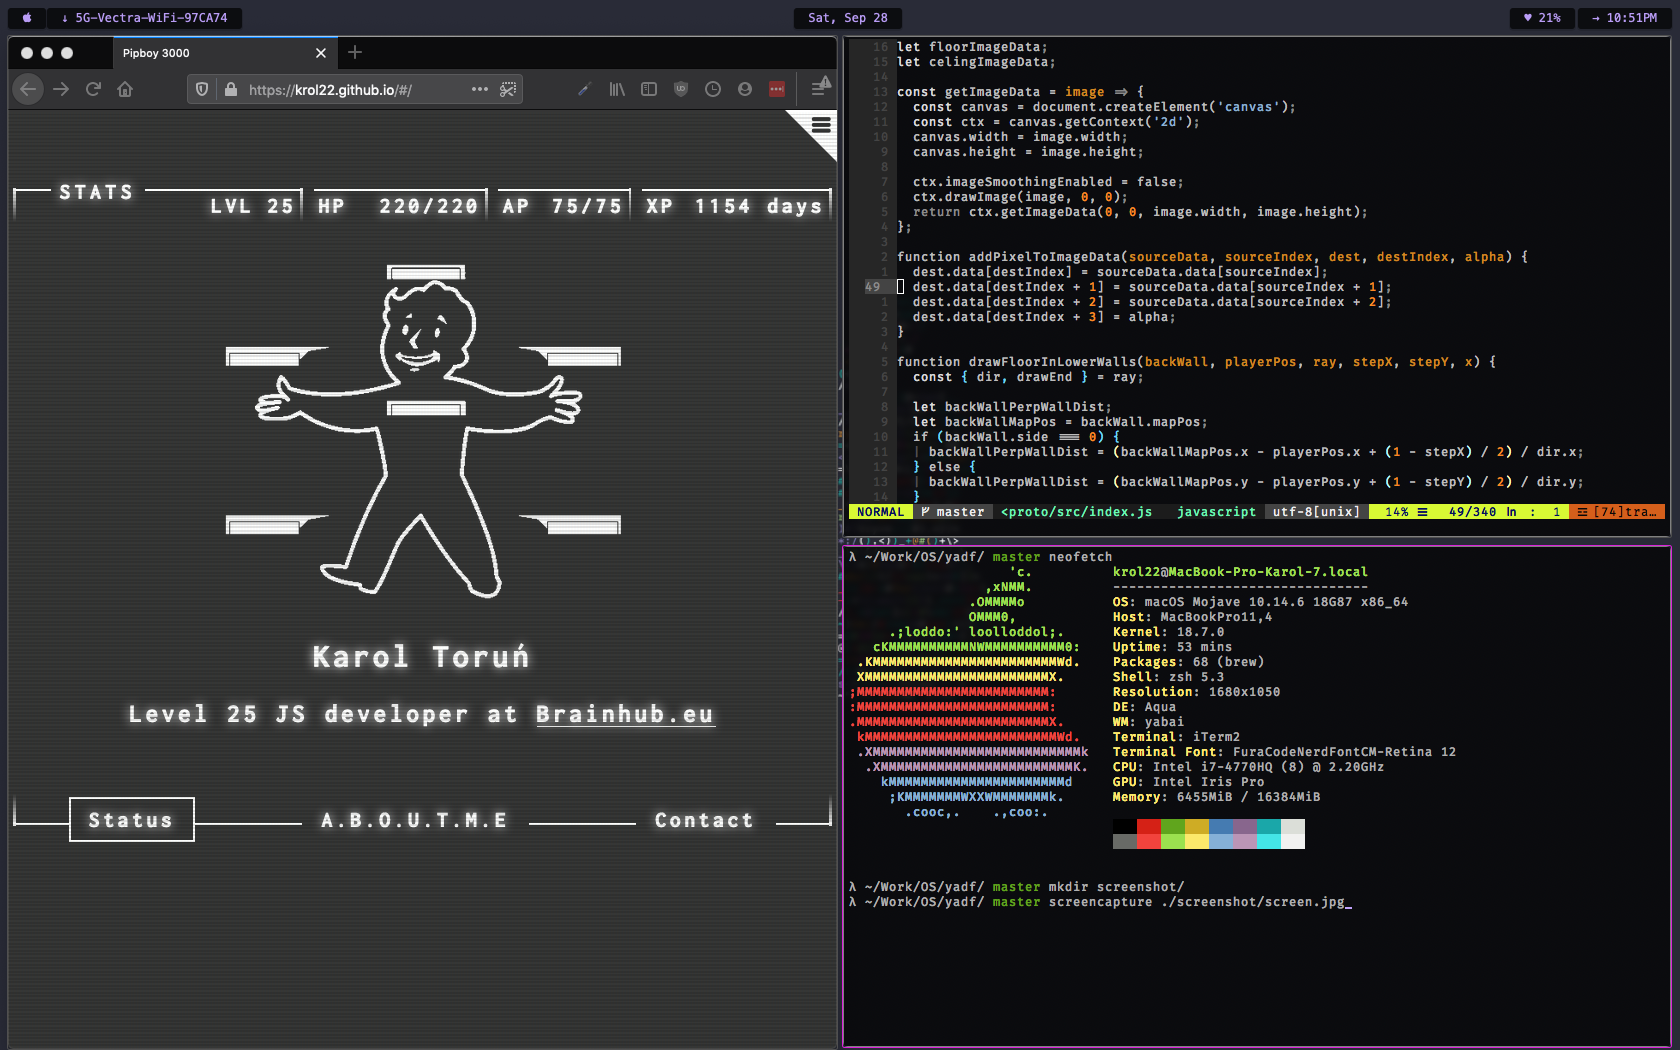 ↓ 5G-Vectra-WiFi-97CA74
Sat, Sep 28
♥ 21%
→ 10:51PM
Pipboy 3000
https://krol22.github.io/#/
STATS
LVL 25
HP 220/220
AP 75/75
XP 1154 days
Karol Toruń
Level 25 JS developer at Brainhub.eu
Status
A.B.O.U.T.M.E
Contact
16 let floorImageData;
15 let celingImageData;
14
13 const getImageData = image => {
12 const canvas = document.createElement('canvas');
11 const ctx = canvas.getContext('2d');
10 canvas.width = image.width;
9 canvas.height = image.height;
8
7 ctx.imageSmoothingEnabled = false;
6 ctx.drawImage(image, 0, 0);
5 return ctx.getImageData(0, 0, image.width, image.height);
4 };
3
2 function addPixelToImageData(sourceData, sourceIndex, dest, destIndex, alpha) {
1 dest.data[destIndex] = sourceData.data[sourceIndex];
49 dest.data[destIndex + 1] = sourceData.data[sourceIndex + 1];
1 dest.data[destIndex + 2] = sourceData.data[sourceIndex + 2];
2 dest.data[destIndex + 3] = alpha;
3 }
4
5 function drawFloorInLowerWalls(backWall, playerPos, ray, stepX, stepY, x) {
6 const { dir, drawEnd } = ray;
7
8 let backWallPerpWallDist;
9 let backWallMapPos = backWall.mapPos;
10 if (backWall.side === 0) {
11 | backWallPerpWallDist = (backWallMapPos.x - playerPos.x + (1 - stepX) / 2) / dir.x;
12 } else {
13 | backWallPerpWallDist = (backWallMapPos.y - playerPos.y + (1 - stepY) / 2) / dir.y;
14 }
NORMAL master <proto/src/index.js javascript utf-8[unix] 14% ☰ 49/340 ln : 1 ☲ [74]tra…
λ ~/Work/OS/yadf/ master neofetch
'c.
,xNMM.
.OMMMMo
OMMM0,
.;loddo:' loolloddol;.
cKMMMMMMMMMMNWMMMMMMMMMM0:
.KMMMMMMMMMMMMMMMMMMMMMMMWd.
XMMMMMMMMMMMMMMMMMMMMMMMX.
;MMMMMMMMMMMMMMMMMMMMMMMM:
:MMMMMMMMMMMMMMMMMMMMMMMM:
.MMMMMMMMMMMMMMMMMMMMMMMMX.
kMMMMMMMMMMMMMMMMMMMMMMMMWd.
.XMMMMMMMMMMMMMMMMMMMMMMMMMMk
.XMMMMMMMMMMMMMMMMMMMMMMMMK.
kMMMMMMMMMMMMMMMMMMMMMMd
;KMMMMMMMWXXWMMMMMMMk.
.cooc,. .,coo:.
krol22@MacBook-Pro-Karol-7.local
--------------------------------
OS: macOS Mojave 10.14.6 18G87 x86_64
Host: MacBookPro11,4
Kernel: 18.7.0
Uptime: 53 mins
Packages: 68 (brew)
Shell: zsh 5.3
Resolution: 1680x1050
DE: Aqua
WM: yabai
Terminal: iTerm2
Terminal Font: FuraCodeNerdFontCM-Retina 12
CPU: Intel i7-4770HQ (8) @ 2.20GHz
GPU: Intel Iris Pro
Memory: 6455MiB / 16384MiB
λ ~/Work/OS/yadf/ master mkdir screenshot/
λ ~/Work/OS/yadf/ master screencapture ./screenshot/screen.jpg_